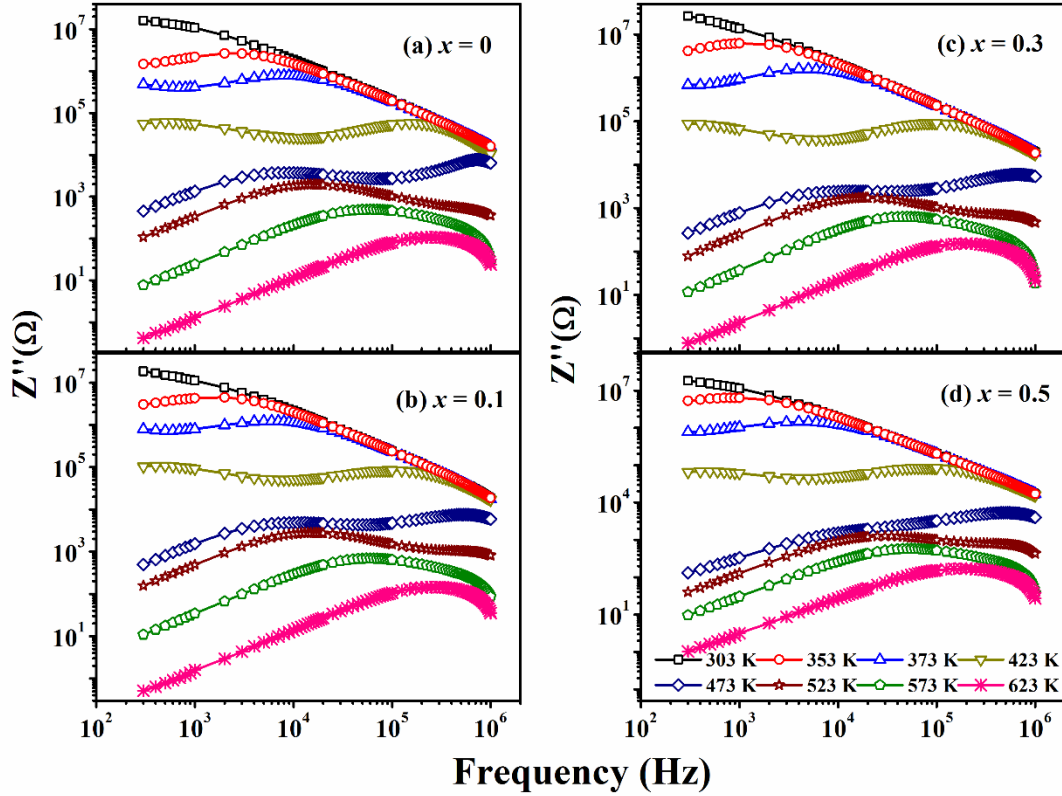 (a) x = 0
(c) x = 0.3
10⁷
10⁵
10³
10¹
10⁷
10⁵
10³
10¹
Z''(Ω)
Z''(Ω)
(b) x = 0.1
(d) x = 0.5
10⁷
10⁵
10³
10¹
10⁷
10⁴
10¹
303 K 353 K 373 K 423 K
473 K 523 K 573 K 623 K
10² 10³ 10⁴ 10⁵ 10⁶
10² 10³ 10⁴ 10⁵ 10⁶
Frequency (Hz)